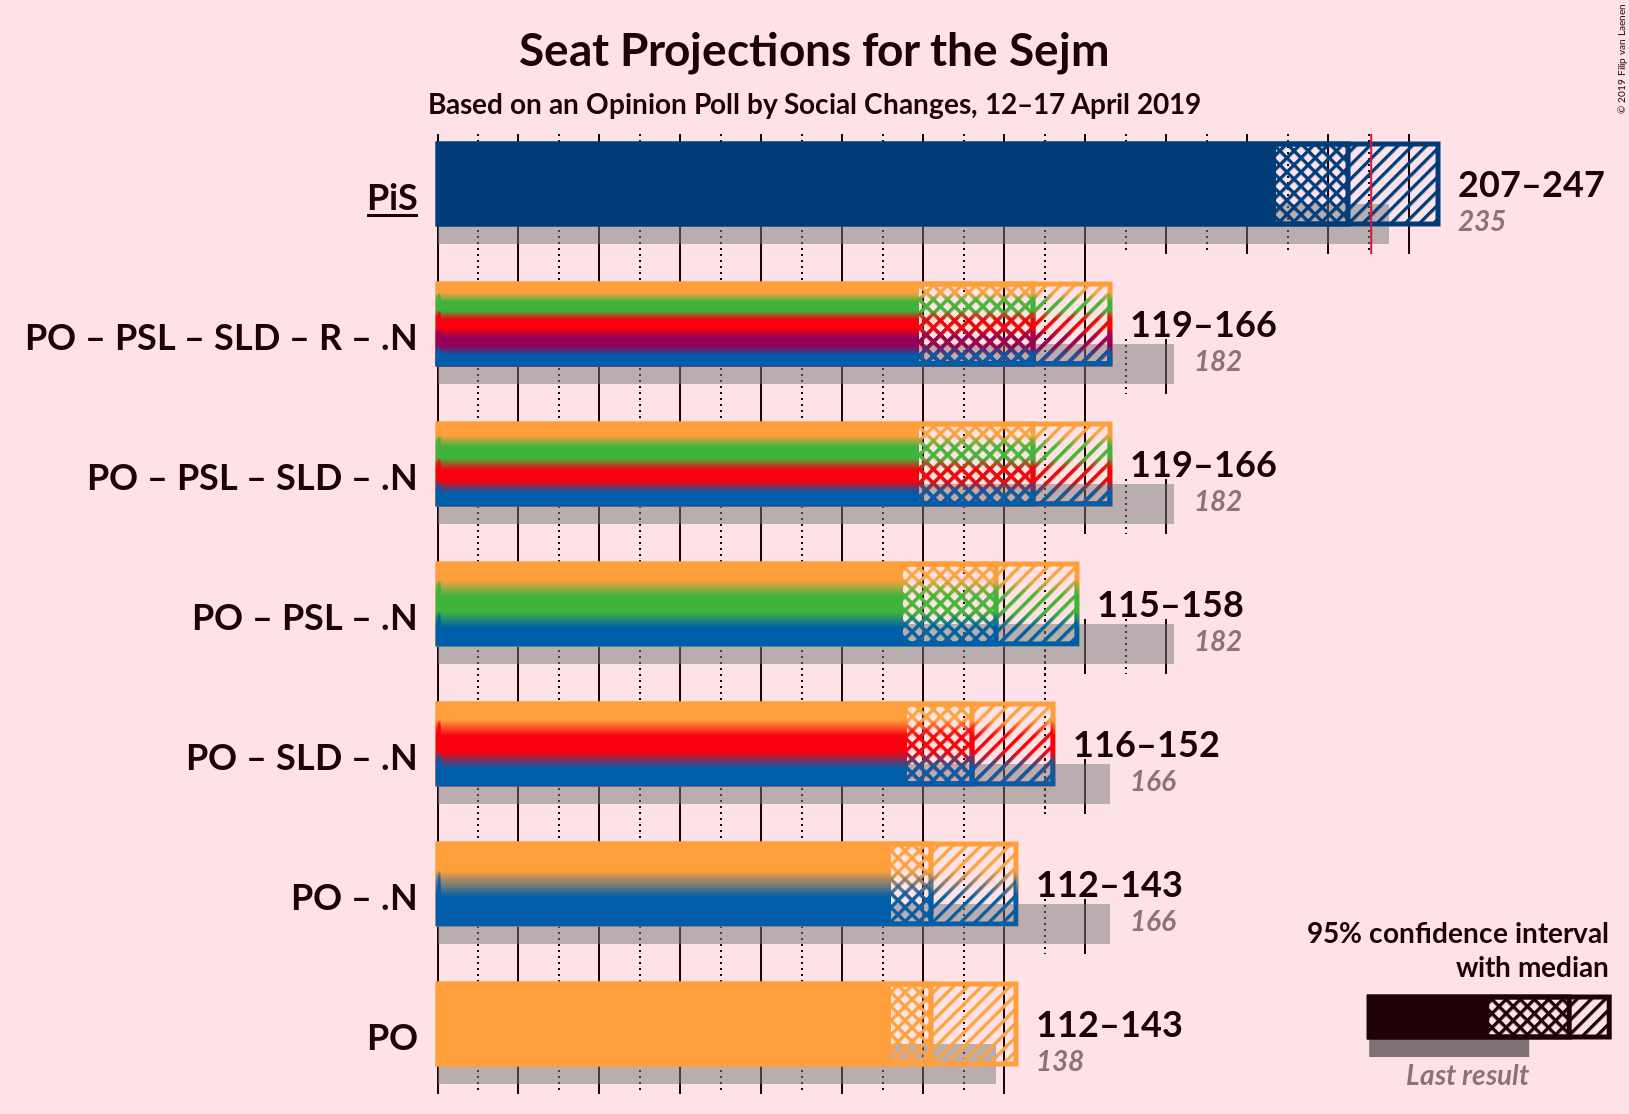 Seat Projections for the Sejm
Based on an Opinion Poll by Social Changes, 12–17 April 2019
© 2019 Filip van Laenen
PiS
207–247
235
PO – PSL – SLD – R – .N
119–166
182
PO – PSL – SLD – .N
119–166
182
PO – PSL – .N
115–158
182
PO – SLD – .N
116–152
166
PO – .N
112–143
166
PO
112–143
138
95% confidence interval
with median
Last result